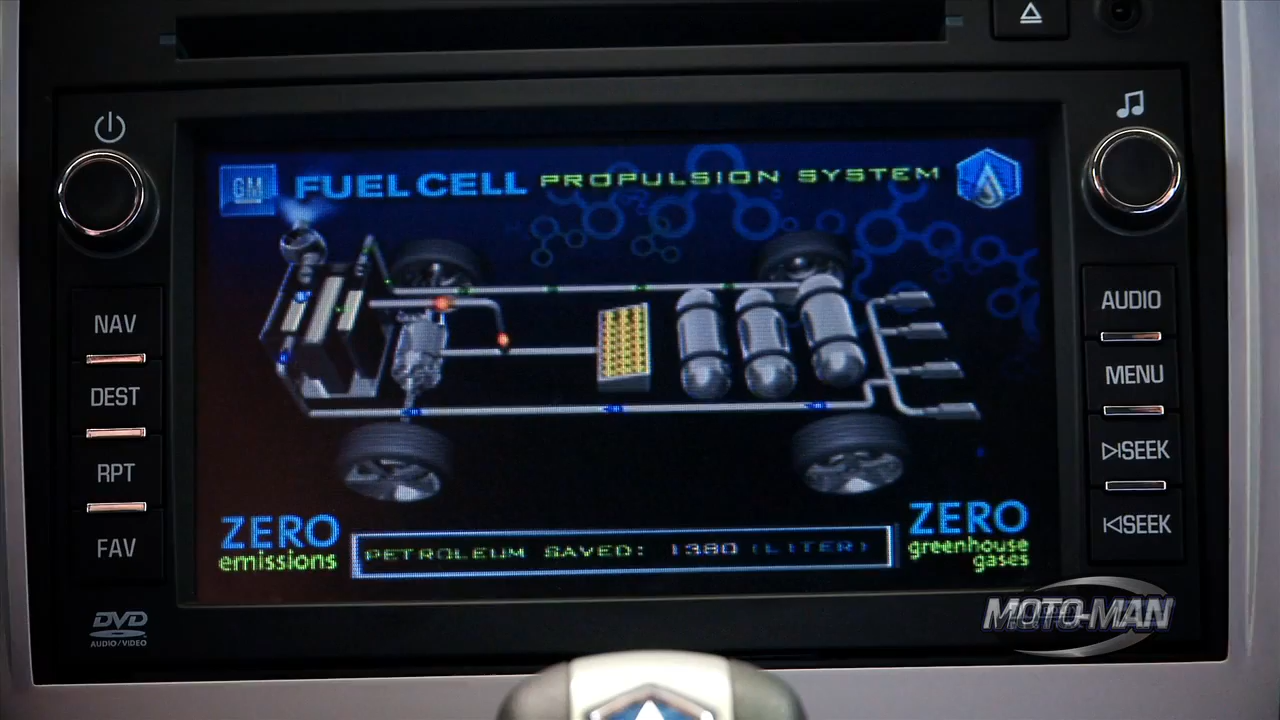 GM
FUEL CELL PROPULSION SYSTEM
NAV
DEST
RPT
FAV
AUDIO
MENU
SEEK
SEEK
ZERO
emissions
PETROLEUM SAVED: 1380 (LITER)
ZERO
greenhouse
gases
DVD
AUDIO/VIDEO
MOTO-MAN